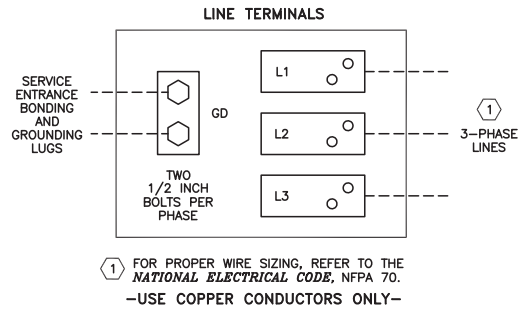 LINE TERMINALS
SERVICE
ENTRANCE
BONDING
AND
GROUNDING
LUGS
GD
TWO
1/2 INCH
BOLTS PER
PHASE
L1
L2
L3
1
3-PHASE
LINES
1 FOR PROPER WIRE SIZING, REFER TO THE
NATIONAL ELECTRICAL CODE, NFPA 70.
-USE COPPER CONDUCTORS ONLY-